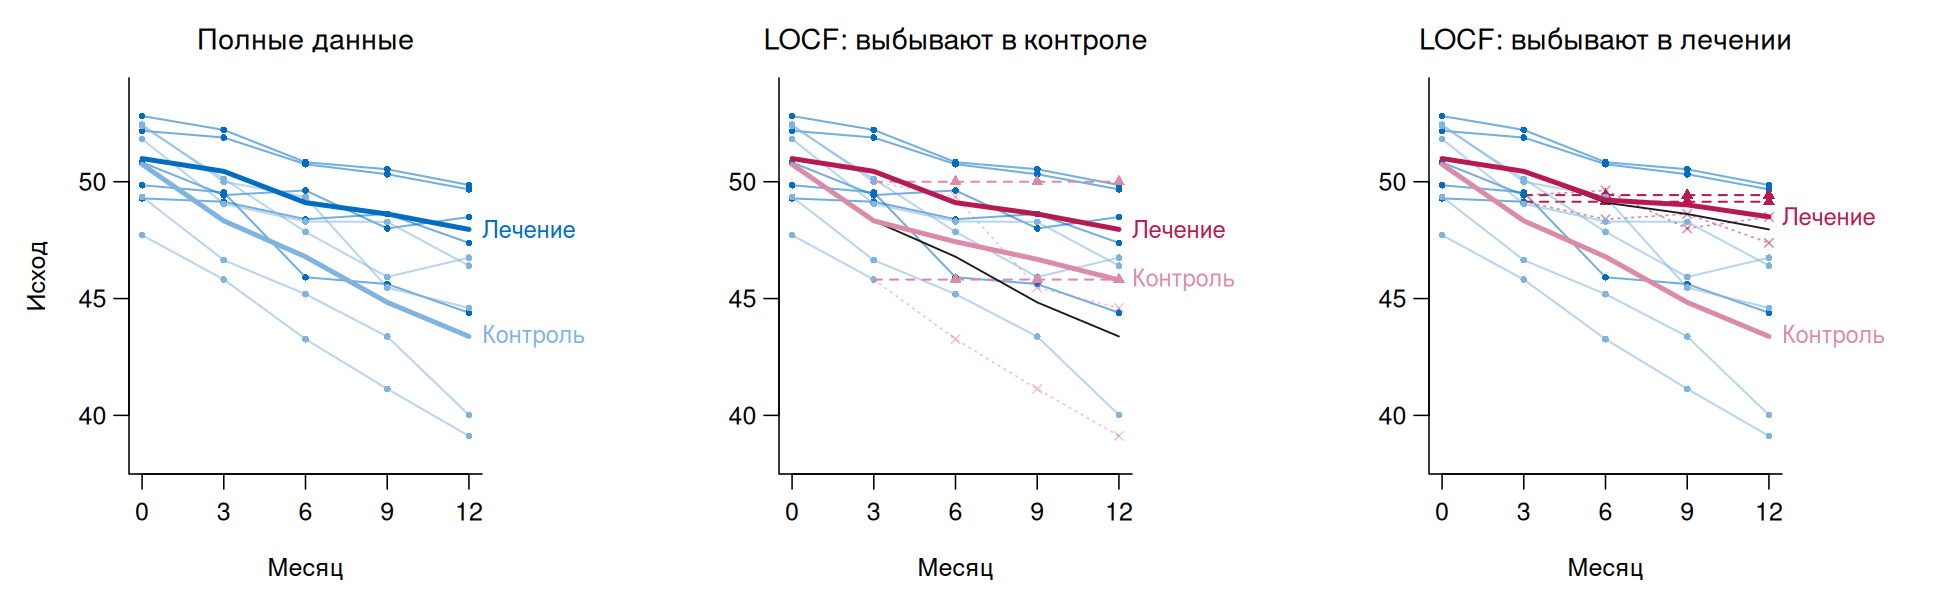 Полные данные
Исход
50
45
40
0 3 6 9 12
Месяц
Лечение
Контроль
LOCF: выбывают в контроле
50
45
40
0 3 6 9 12
Месяц
Лечение
Контроль
LOCF: выбывают в лечении
50
45
40
0 3 6 9 12
Месяц
Лечение
Контроль